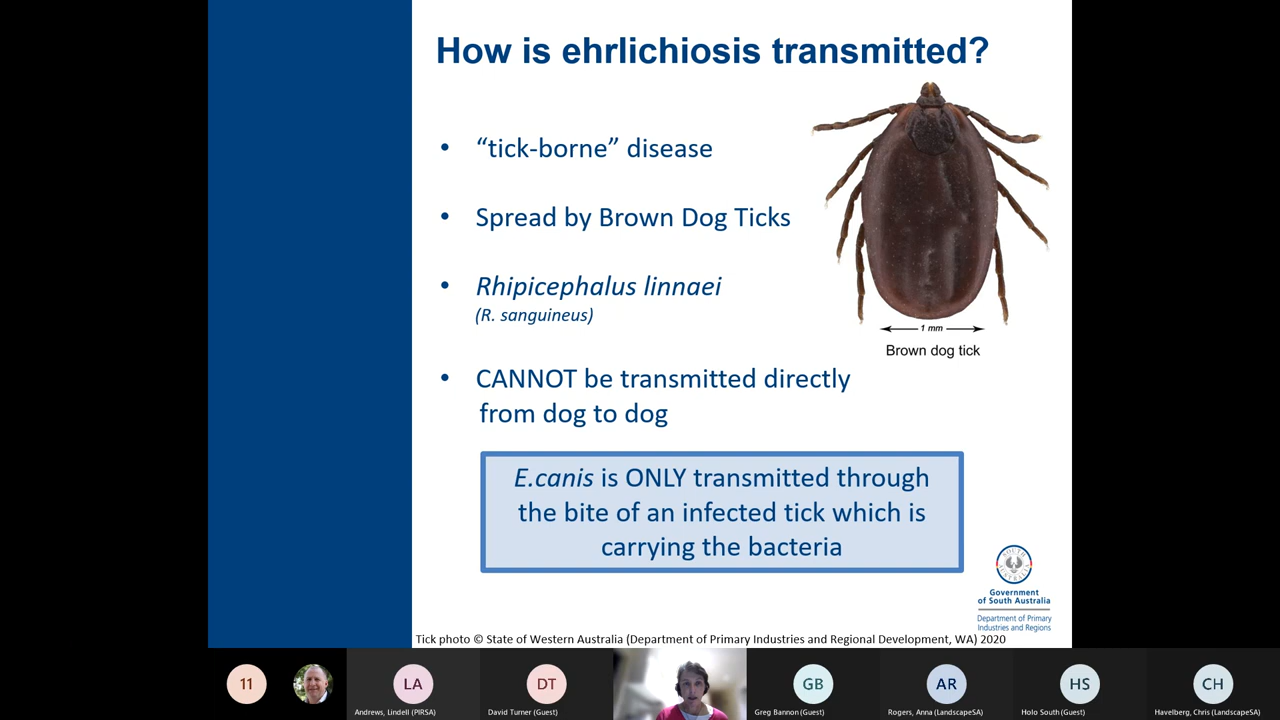 How is ehrlichiosis transmitted?
• “tick-borne” disease
• Spread by Brown Dog Ticks
• Rhipicephalus linnaei
(R. sanguineus)
1 mm
Brown dog tick
• CANNOT be transmitted directly
from dog to dog
E.canis is ONLY transmitted through
the bite of an infected tick which is
carrying the bacteria
SOUTH
AUSTRALIA
Government
of South Australia
Department of Primary
Industries and Regions
Tick photo © State of Western Australia (Department of Primary Industries and Regional Development, WA) 2020
11
LA
Andrews, Lindell (PIRSA)
DT
David Turner (Guest)
GB
Greg Bannon (Guest)
AR
Rogers, Anna (LandscapeSA)
HS
Holo South (Guest)
CH
Havelberg, Chris (LandscapeSA)